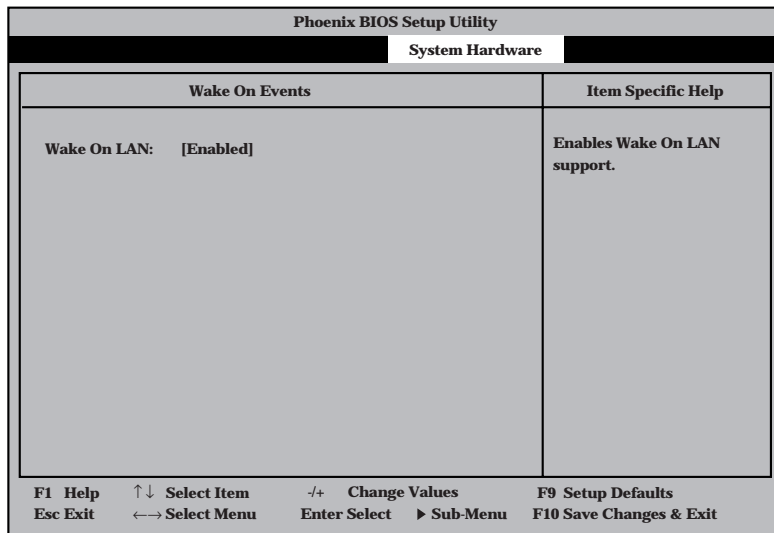 Phoenix BIOS Setup Utility
System Hardware
Wake On Events
Item Specific Help
Wake On LAN: [Enabled]
Enables Wake On LAN
support.
F1 Help ↑↓ Select Item -/+ Change Values F9 Setup Defaults
Esc Exit ←→ Select Menu Enter Select ▶ Sub-Menu F10 Save Changes & Exit